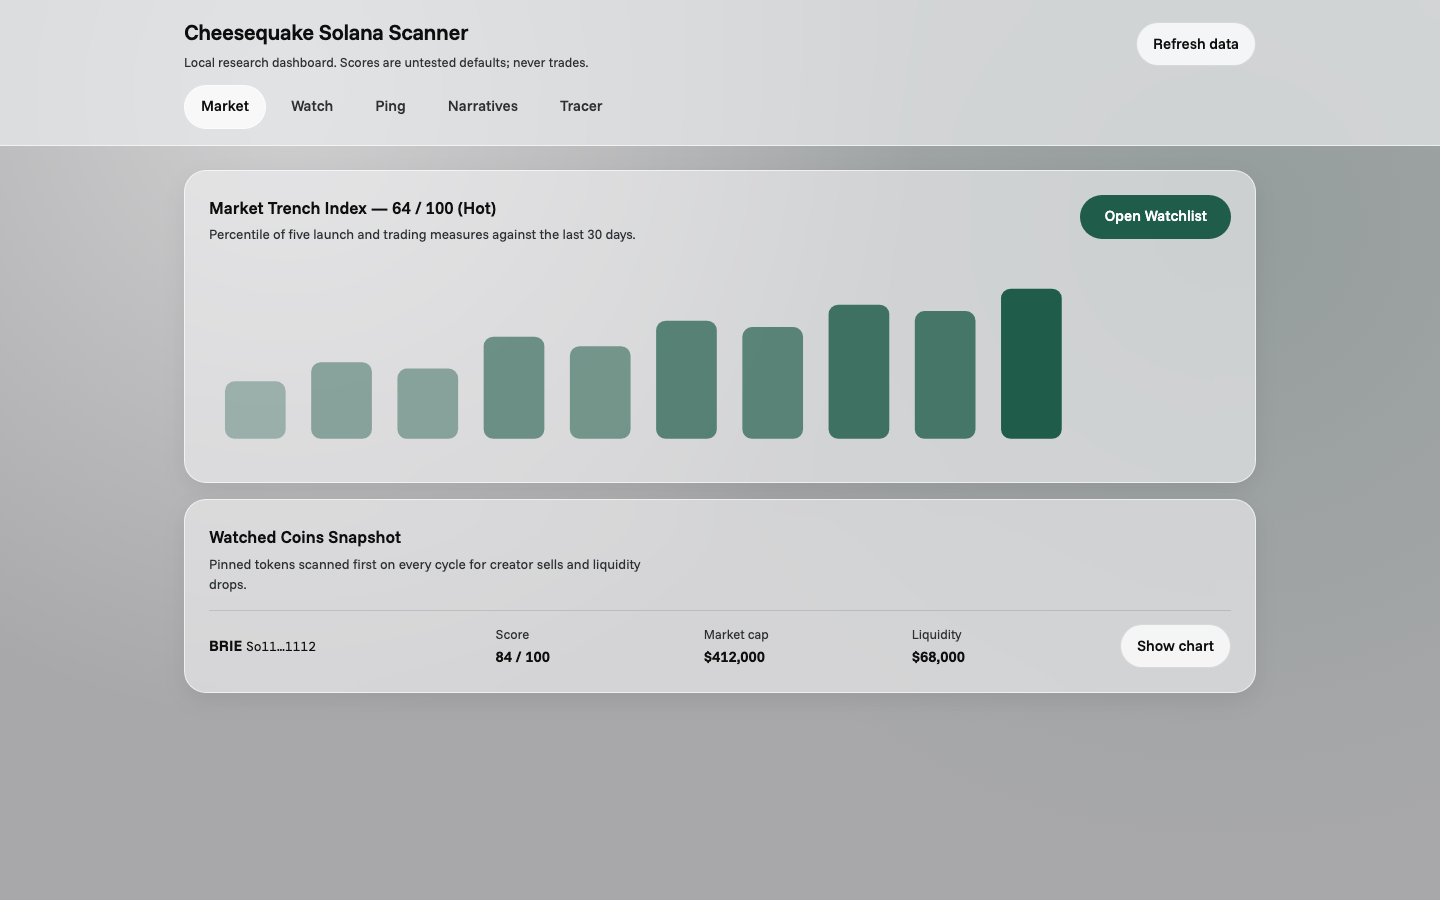 Cheesequake Solana Scanner
Local research dashboard. Scores are untested defaults; never trades.
Refresh data
Market
Watch
Ping
Narratives
Tracer
Market Trench Index — 64 / 100 (Hot)
Percentile of five launch and trading measures against the last 30 days.
Open Watchlist
Watched Coins Snapshot
Pinned tokens scanned first on every cycle for creator sells and liquidity
drops.
BRIE So11…1112
Score
84 / 100
Market cap
$412,000
Liquidity
$68,000
Show chart